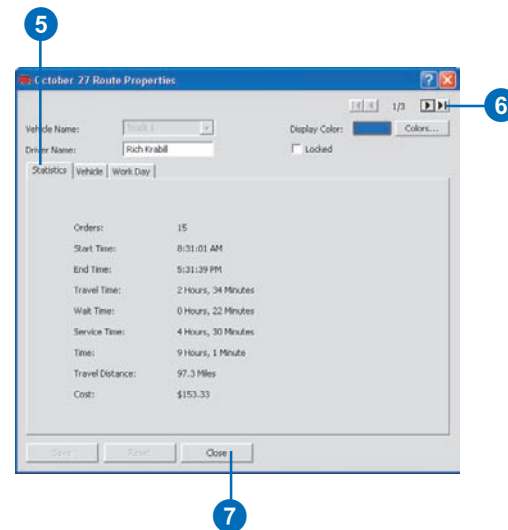 5
October 27 Route Properties
1/3
6
Vehicle Name: Truck 1 Display Color: Colors...
Driver Name: Rich Krabill Locked
Statistics Vehicle Work Day
Orders: 15
Start Time: 8:31:01 AM
End Time: 5:31:39 PM
Travel Time: 2 Hours, 34 Minutes
Wait Time: 0 Hours, 22 Minutes
Service Time: 4 Hours, 30 Minutes
Time: 9 Hours, 1 Minute
Travel Distance: 97.3 Miles
Cost: $153.33
Save Reset Close
7